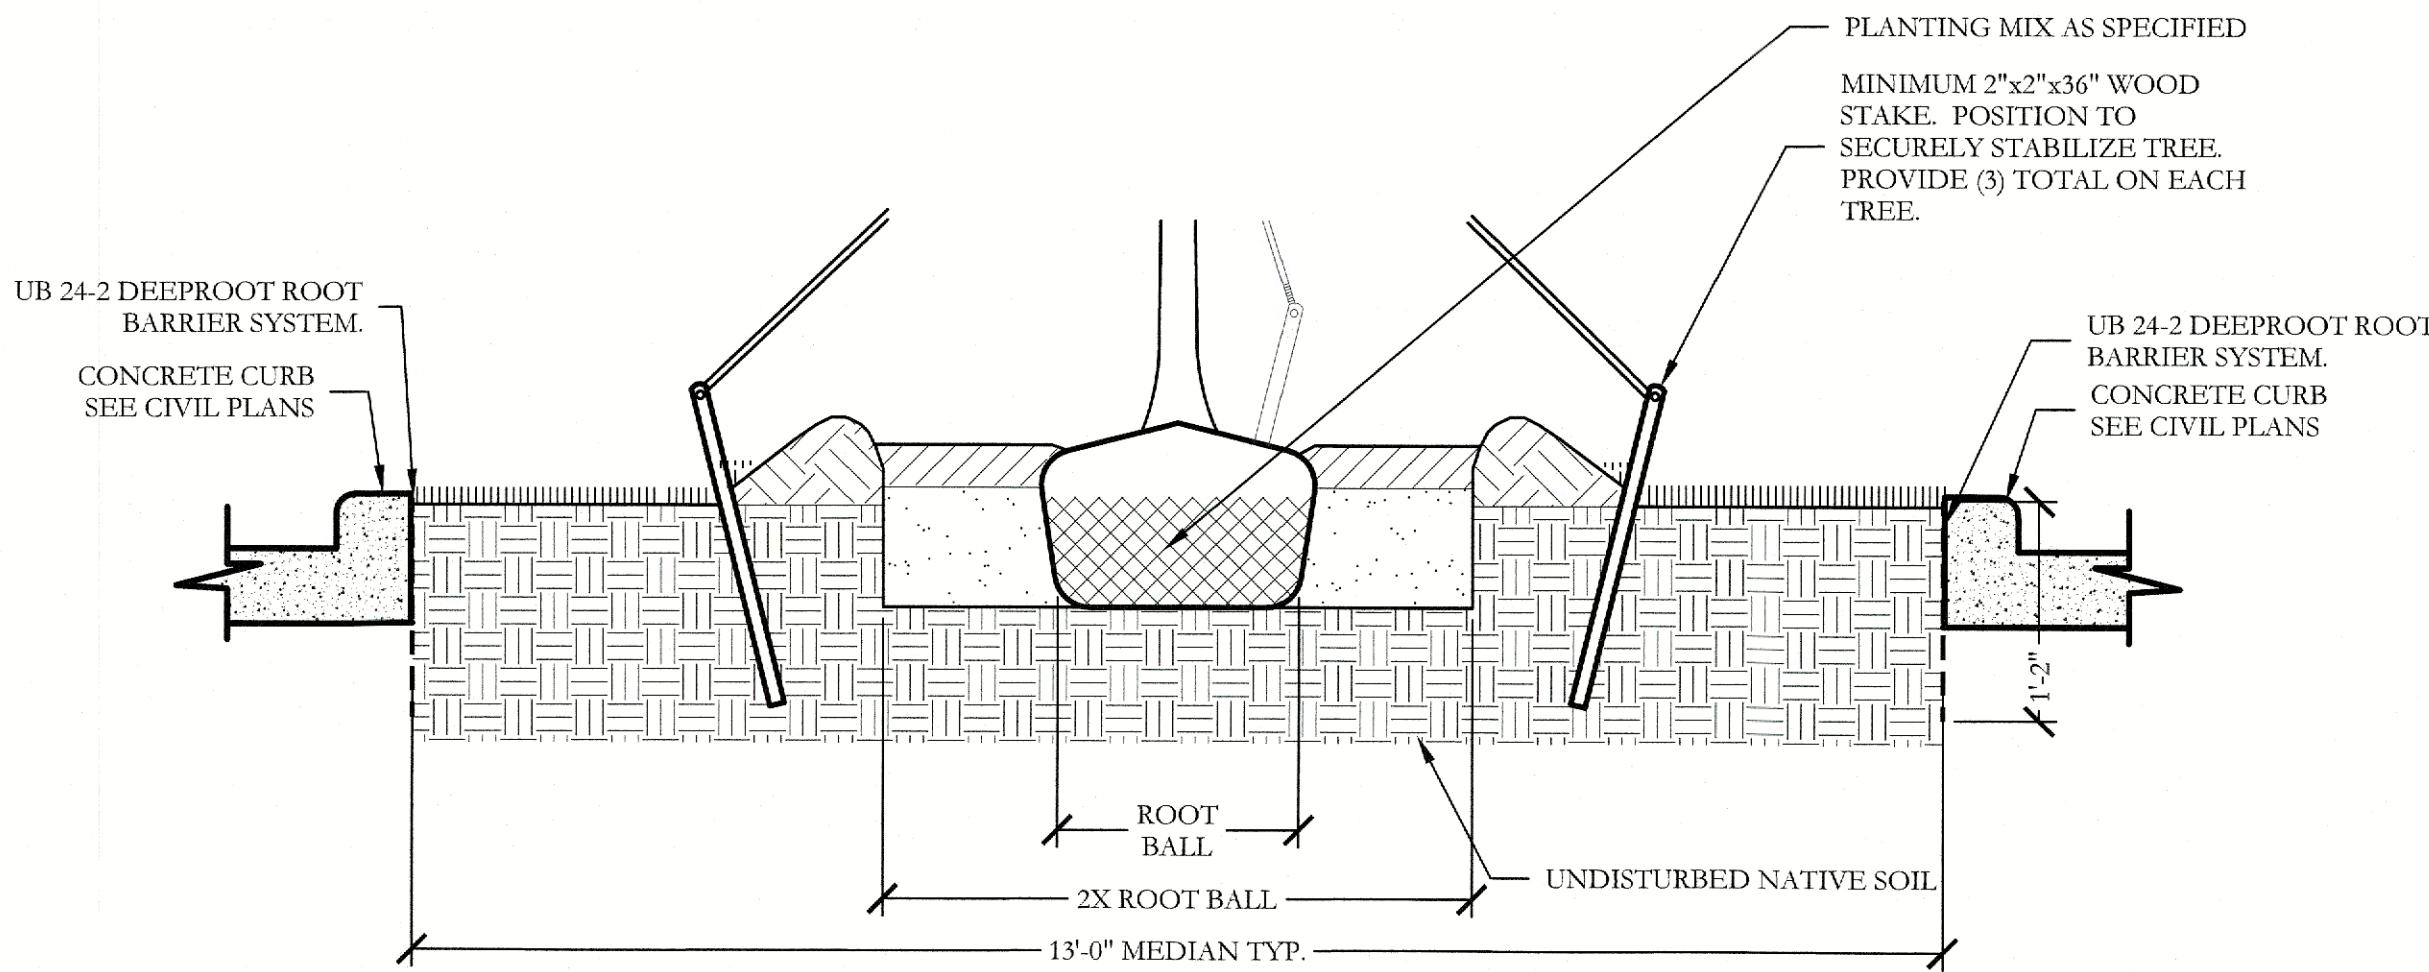 PLANTING MIX AS SPECIFIED
MINIMUM 2"x2"x36" WOOD
STAKE. POSITION TO
SECURELY STABILIZE TREE.
PROVIDE (3) TOTAL ON EACH
TREE.
UB 24-2 DEEPROOT ROOT
BARRIER SYSTEM.
CONCRETE CURB
SEE CIVIL PLANS
UB 24-2 DEEPROOT ROOT
BARRIER SYSTEM.
CONCRETE CURB
SEE CIVIL PLANS
1'-2"
ROOT
BALL
UNDISTURBED NATIVE SOIL
2X ROOT BALL
13'-0" MEDIAN TYP.